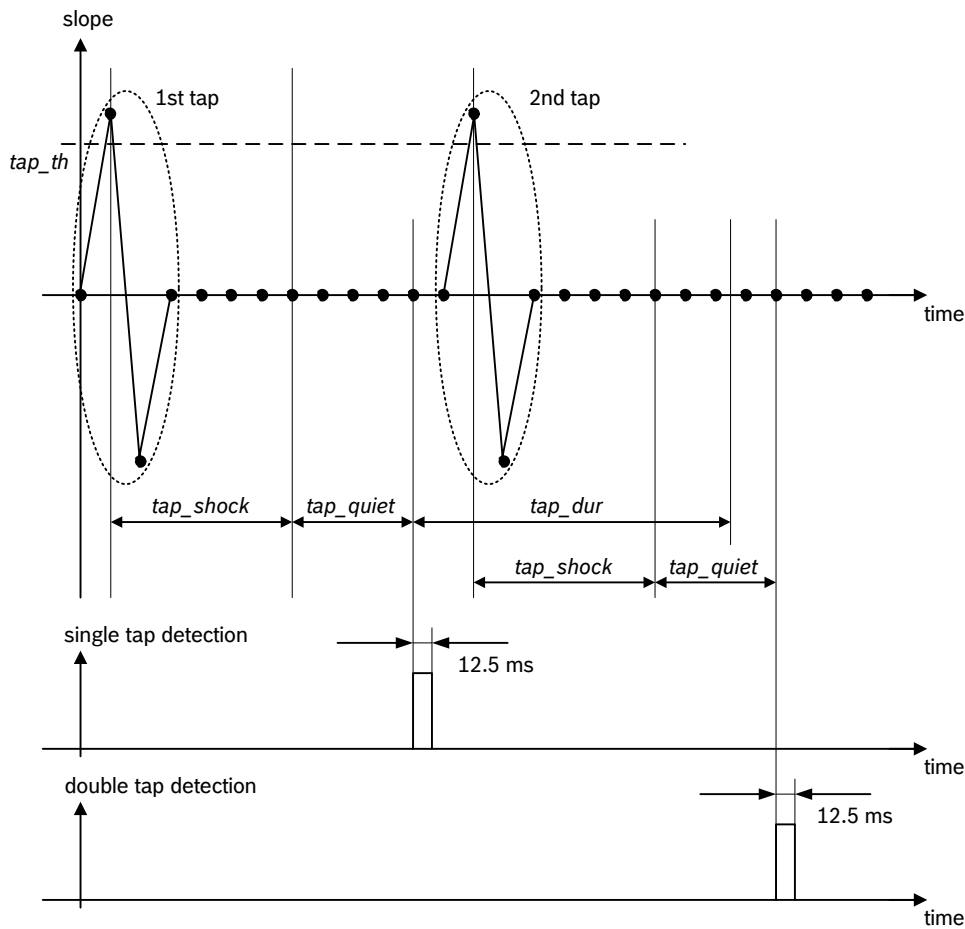 slope
1st tap
2nd tap
tap_th
time
tap_shock
tap_quiet
tap_dur
tap_shock
tap_quiet
single tap detection
12.5 ms
time
double tap detection
12.5 ms
time